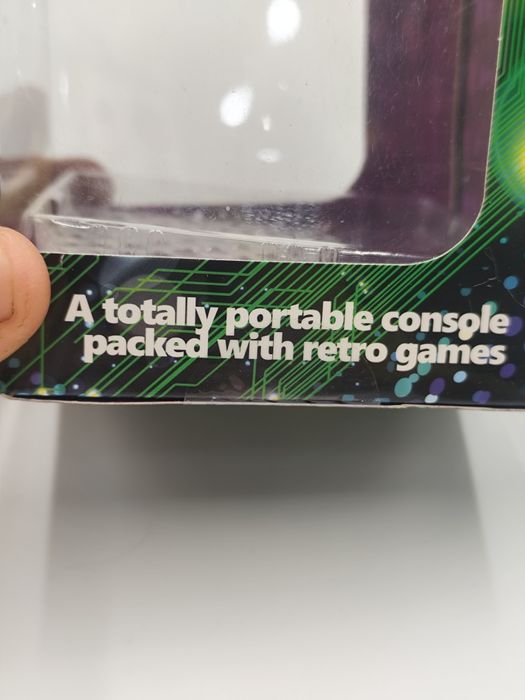 A totally portable console
packed with retro games